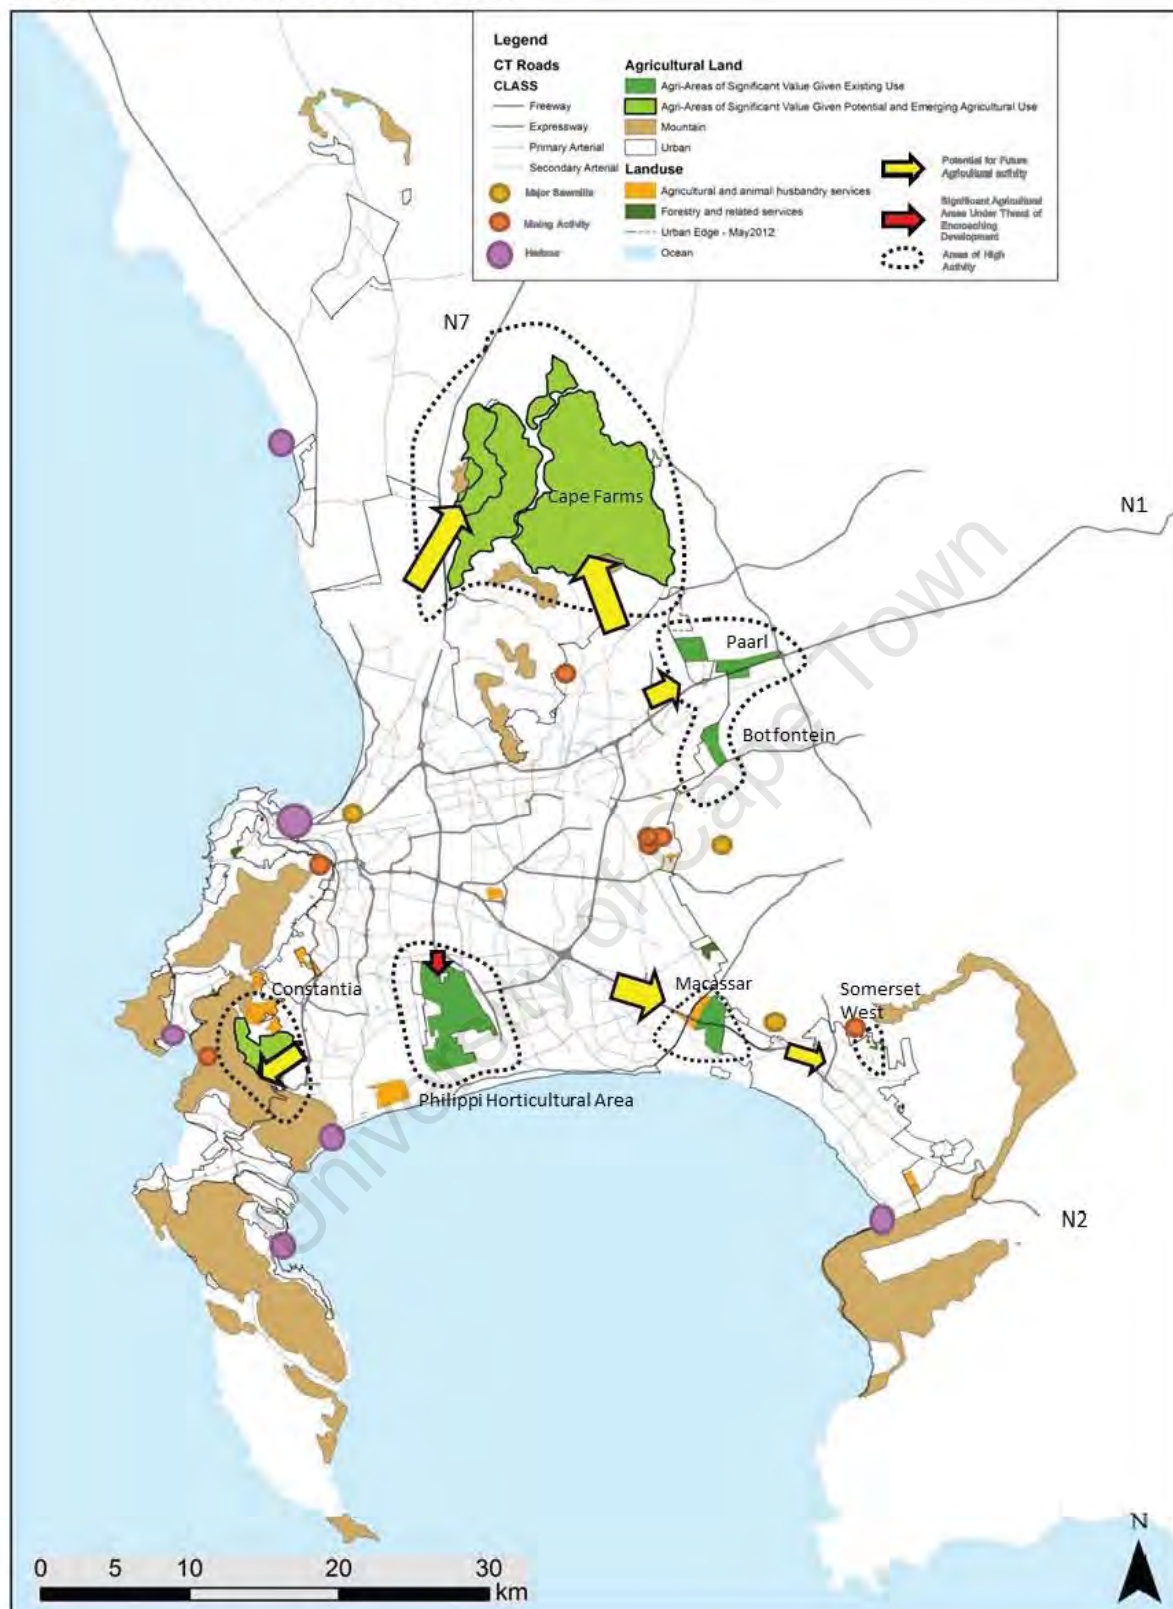 Legend
CT Roads
CLASS
Freeway
Expressway
Primary Arterial
Secondary Arterial
Major Sawmills
Mining Activity
Harbour
Agricultural Land
Agri-Areas of Significant Value Given Existing Use
Agri-Areas of Significant Value Given Potential and Emerging Agricultural Use
Mountain
Urban
Landuse
Agricultural and animal husbandry services
Forestry and related services
Urban Edge - May2012
Ocean
Potential for Future
Agricultural activity
Significant Agricultural
Areas Under Threat of
Encroaching
Development
Areas of High
Activity
N7
Cape Farms
N1
Paarl
Botfontein
Constantia
Macassar
Somerset
West
Philippi Horticultural Area
N2
University of Cape Town
N
0 5 10 20 30
km